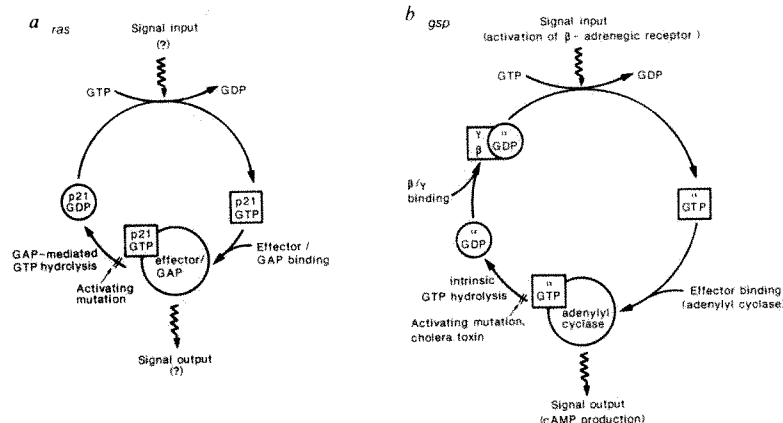 a ras
Signal input
(?)
GTP
GDP
p21
GDP
p21
GTP
p21
GTP
effector/
GAP
GAP-mediated
GTP hydrolysis
Activating
mutation
Effector /
GAP binding
Signal output
(?)
b gsp
Signal input
(activation of β- adrenegic receptor )
GTP
GDP
γ
β
α
GDP
β/γ
binding
α
GTP
α
GDP
intrinsic
GTP hydrolysis
α
GTP
adenylyl
cyclase
Activating mutation,
cholera toxin
Effector binding
(adenylyl cyclase)
Signal output
(cAMP production)